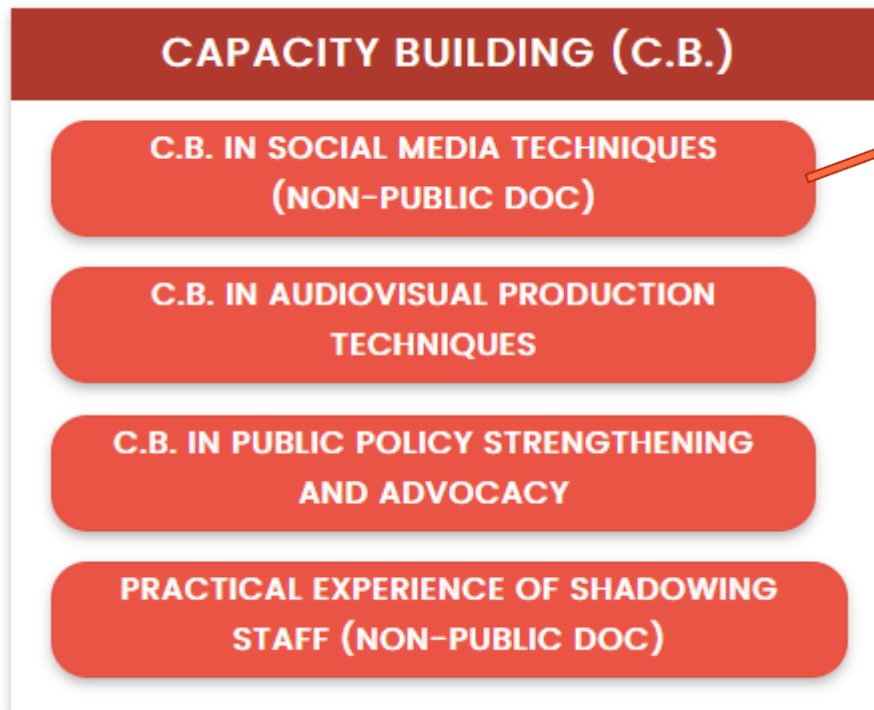 CAPACITY BUILDING (C.B.)
C.B. IN SOCIAL MEDIA TECHNIQUES
(NON-PUBLIC DOC)
C.B. IN AUDIOVISUAL PRODUCTION
TECHNIQUES
C.B. IN PUBLIC POLICY STRENGTHENING
AND ADVOCACY
PRACTICAL EXPERIENCE OF SHADOWING
STAFF (NON-PUBLIC DOC)